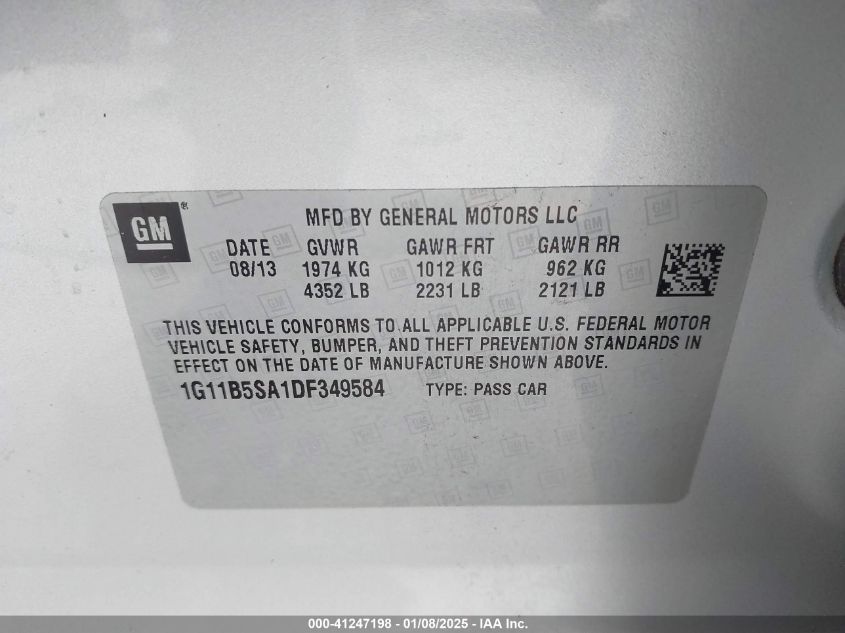 GM ®
MFD BY GENERAL MOTORS LLC
DATE GVWR GAWR FRT GAWR RR
08/13 1974 KG 1012 KG 962 KG
4352 LB 2231 LB 2121 LB
THIS VEHICLE CONFORMS TO ALL APPLICABLE U.S. FEDERAL MOTOR
VEHICLE SAFETY, BUMPER, AND THEFT PREVENTION STANDARDS IN
EFFECT ON THE DATE OF MANUFACTURE SHOWN ABOVE.
1G11B5SA1DF349584 TYPE: PASS CAR
000-41247198 - 01/08/2025 - IAA Inc.